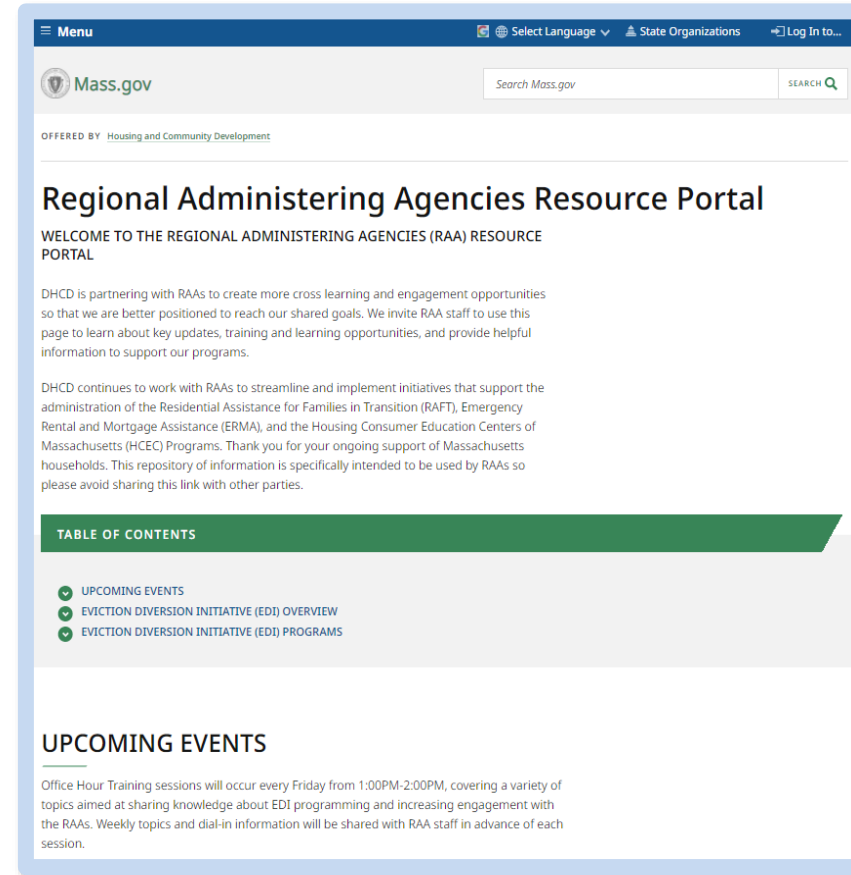 Menu
Select Language
State Organizations
Log In to...
Mass.gov
Search Mass.gov
SEARCH
OFFERED BY Housing and Community Development
Regional Administering Agencies Resource Portal
WELCOME TO THE REGIONAL ADMINISTERING AGENCIES (RAA) RESOURCE
PORTAL
DHCD is partnering with RAAs to create more cross learning and engagement opportunities
so that we are better positioned to reach our shared goals. We invite RAA staff to use this
page to learn about key updates, training and learning opportunities, and provide helpful
information to support our programs.
DHCD continues to work with RAAs to streamline and implement initiatives that support the
administration of the Residential Assistance for Families in Transition (RAFT), Emergency
Rental and Mortgage Assistance (ERMA), and the Housing Consumer Education Centers of
Massachusetts (HCEC) Programs. Thank you for your ongoing support of Massachusetts
households. This repository of information is specifically intended to be used by RAAs so
please avoid sharing this link with other parties.
TABLE OF CONTENTS
UPCOMING EVENTS
EVICTION DIVERSION INITIATIVE (EDI) OVERVIEW
EVICTION DIVERSION INITIATIVE (EDI) PROGRAMS
UPCOMING EVENTS
Office Hour Training sessions will occur every Friday from 1:00PM-2:00PM, covering a variety of
topics aimed at sharing knowledge about EDI programming and increasing engagement with
the RAAs. Weekly topics and dial-in information will be shared with RAA staff in advance of each
session.